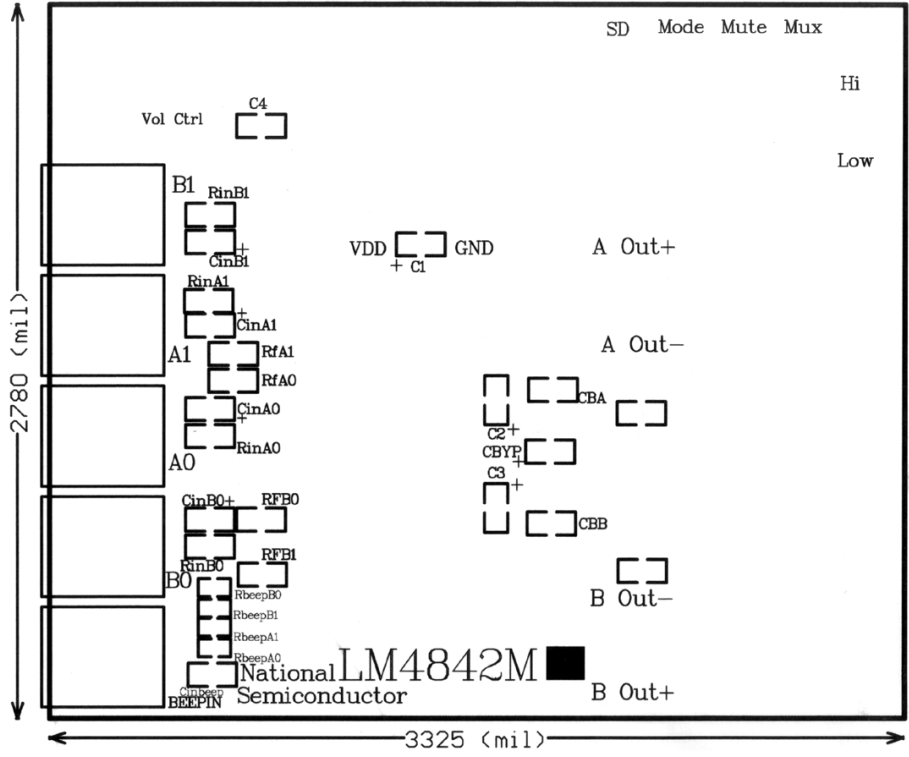 SD Mode Mute Mux
Hi
C4
Vol Ctrl
Low
B1
RinB1
CinB1
+
VDD
GND
+ C1
A Out+
RinA1
+
CinA1
A1
RfA1
A Out-
RfA0
CinA0
+
RinA0
A0
CBA
C2+
CBYP
+
C3
+
CinB0+
RFB0
CBB
RinB0
RFB1
B0
RbeepB0
RbeepB1
RbeepA1
RbeepA0
B Out-
Cinbeep
BEEPIN
National
Semiconductor
LM4842M
B Out+
2780 (mil)
3325 (mil)